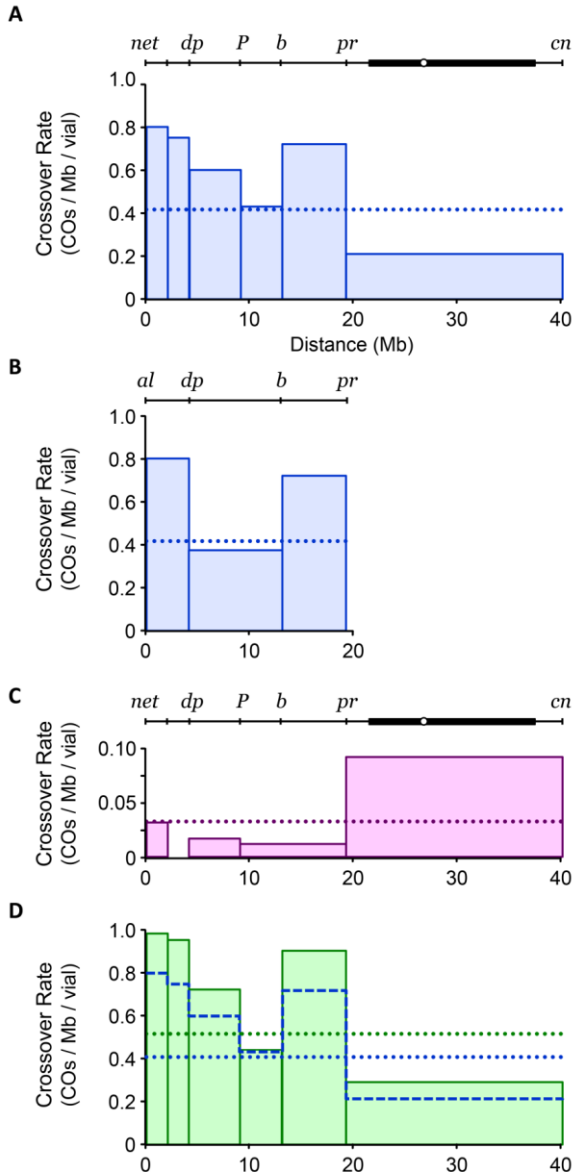 A
net dp P b pr cn
1.0
0.8
0.6
0.4
0.2
0
Crossover Rate
(COs / Mb / vial)
0 10 20 30 40
Distance (Mb)
B
al dp b pr
1.0
0.8
0.6
0.4
0.2
0
Crossover Rate
(COs / Mb / vial)
0 10 20
C
net dp P b pr cn
0.10
0.05
0
Crossover Rate
(COs / Mb / vial)
0 10 20 30 40
D
1.0
0.8
0.6
0.4
0.2
0
Crossover Rate
(COs / Mb / vial)
0 10 20 30 40